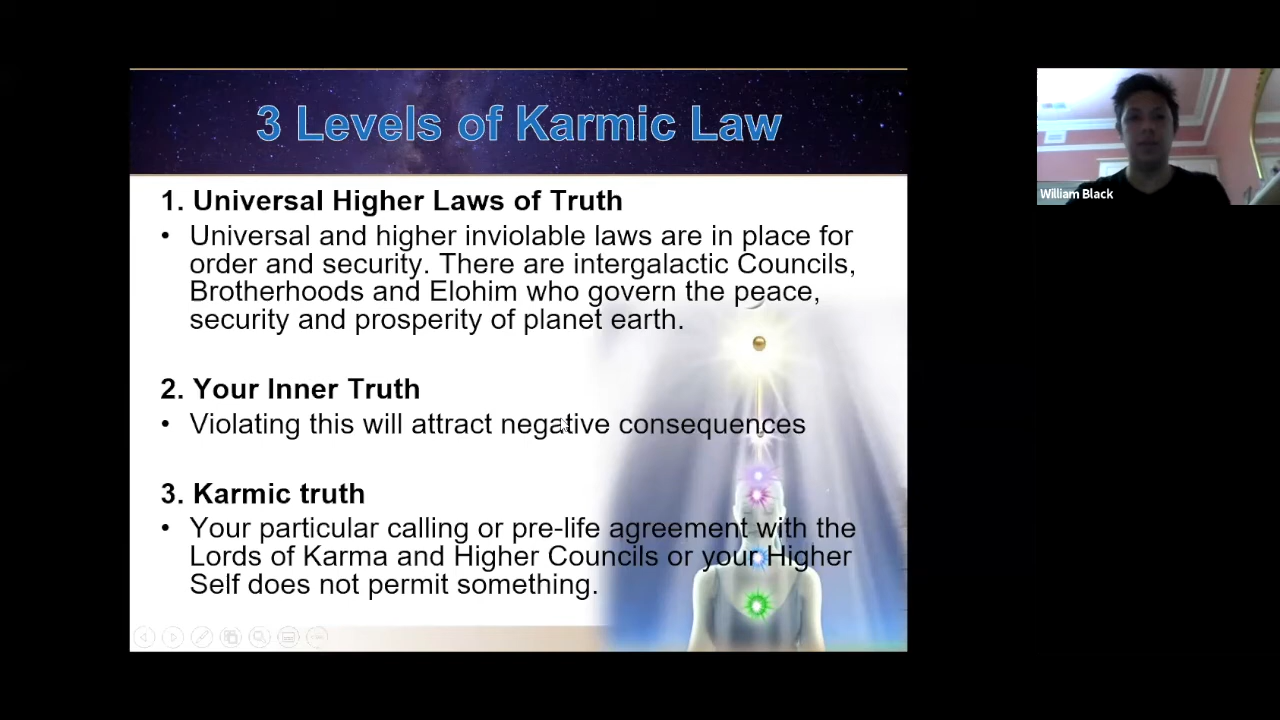 3 Levels of Karmic Law
1. Universal Higher Laws of Truth
• Universal and higher inviolable laws are in place for
order and security. There are intergalactic Councils,
Brotherhoods and Elohim who govern the peace,
security and prosperity of planet earth.
2. Your Inner Truth
• Violating this will attract negative consequences
3. Karmic truth
• Your particular calling or pre-life agreement with the
Lords of Karma and Higher Councils or your Higher
Self does not permit something.
William Black